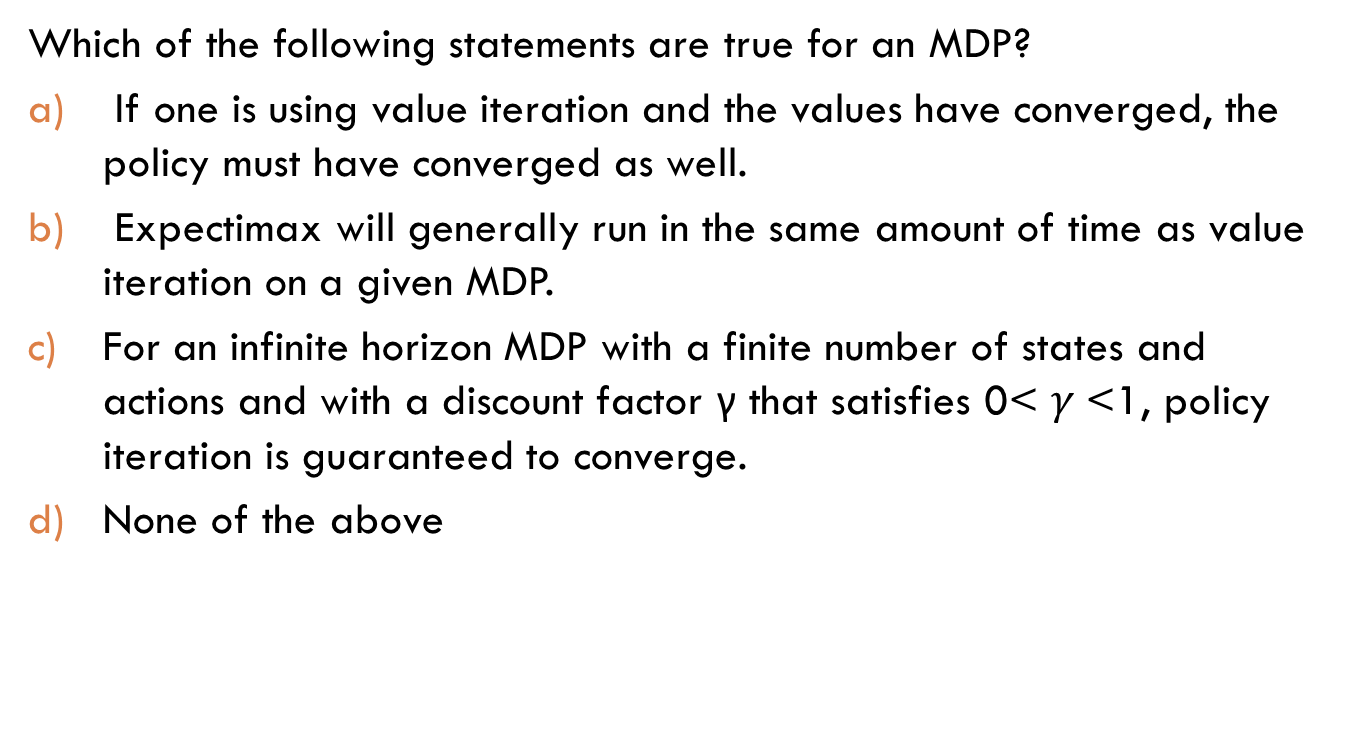 Which of the following statements are true for an MDP?
a) If one is using value iteration and the values have converged, the
policy must have converged as well.
b) Expectimax will generally run in the same amount of time as value
iteration on a given MDP.
c) For an infinite horizon MDP with a finite number of states and
actions and with a discount factor γ that satisfies 0< 𝛾 <1, policy
iteration is guaranteed to converge.
d) None of the above